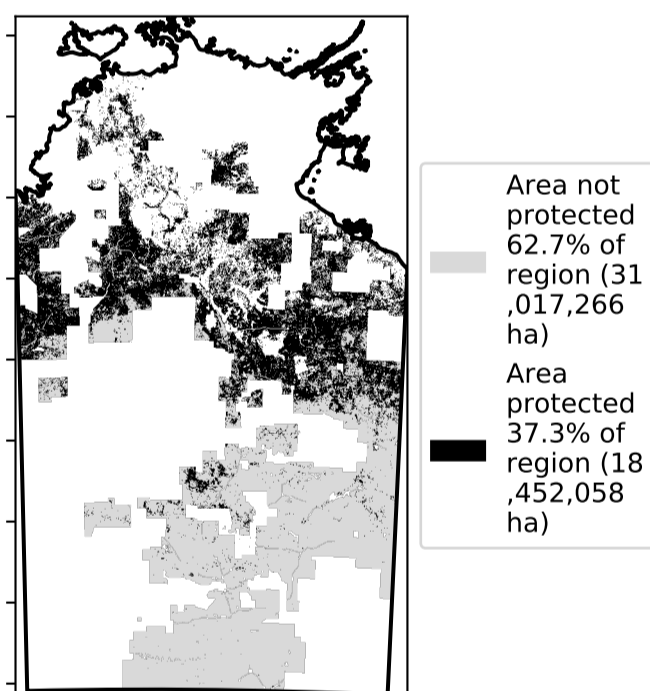 Area not
protected
62.7% of
region (31
,017,266
ha)
Area
protected
37.3% of
region (18
,452,058
ha)